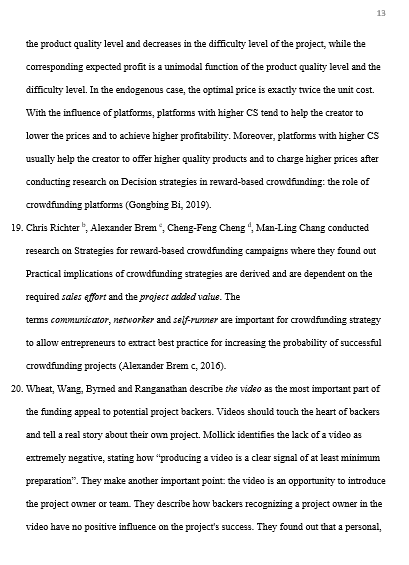 13
the product quality level and decreases in the difficulty level of the project, while the
corresponding expected profit is a unimodal function of the product quality level and the
difficulty level. In the endogenous case, the optimal price is exactly twice the unit cost.
With the influence of platforms, platforms with higher CS tend to help the creator to
lower the prices and to achieve higher profitability. Moreover, platforms with higher CS
usually help the creator to offer higher quality products and to charge higher prices after
conducting research on Decision strategies in reward-based crowdfunding: the role of
crowdfunding platforms (Gongbing Bi, 2019).
19. Chris Richter b, Alexander Brem c, Cheng-Feng Cheng d, Man-Ling Chang conducted
research on Strategies for reward-based crowdfunding campaigns where they found out
Practical implications of crowdfunding strategies are derived and are dependent on the
required sales effort and the project added value. The
terms communicator, networker and self-runner are important for crowdfunding strategy
to allow entrepreneurs to extract best practice for increasing the probability of successful
crowdfunding projects (Alexander Brem c, 2016).
20. Wheat, Wang, Byrned and Ranganathan describe the video as the most important part of
the funding appeal to potential project backers. Videos should touch the heart of backers
and tell a real story about their own project. Mollick identifies the lack of a video as
extremely negative, stating how “producing a video is a clear signal of at least minimum
preparation”. They make another important point: the video is an opportunity to introduce
the project owner or team. They describe how backers recognizing a project owner in the
video have no positive influence on the project's success. They found out that a personal,